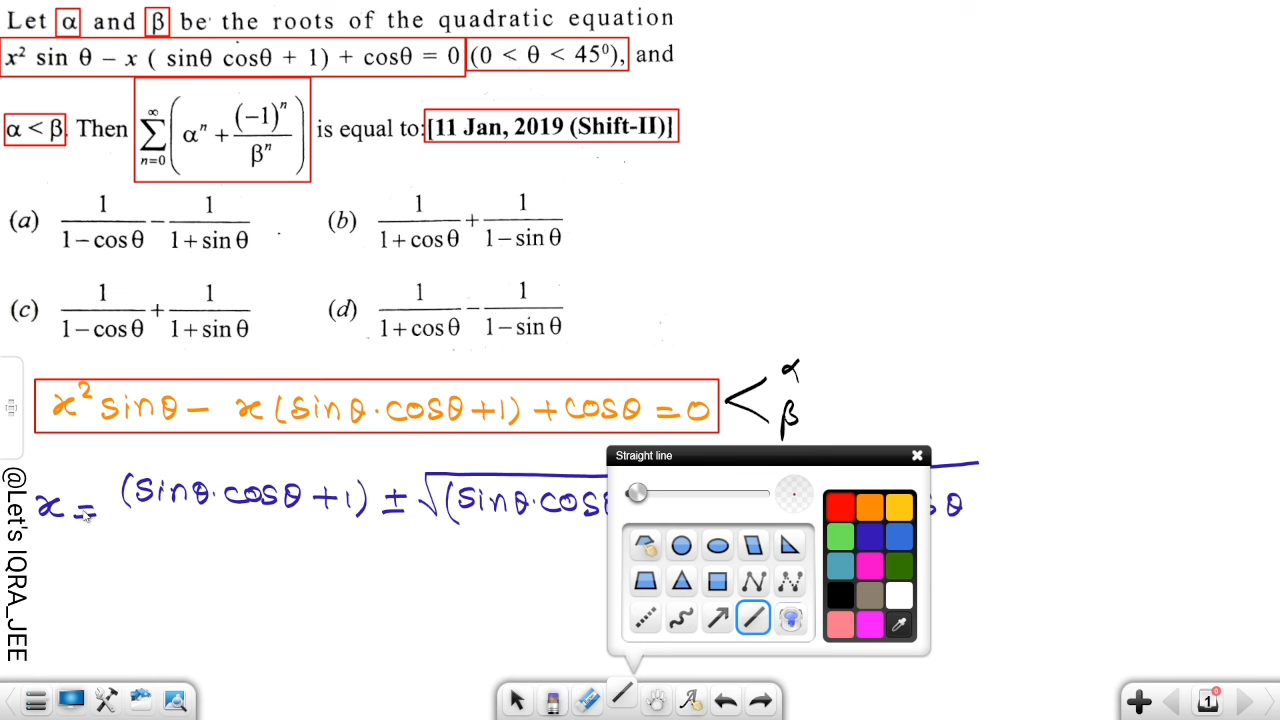 Let α and β be the roots of the quadratic equation
x² sin θ – x ( sinθ cosθ + 1) + cosθ = 0 (0 < θ < 45⁰), and
α < β. Then ∑_{n=0}^{∞} (αⁿ + (−1)ⁿ/βⁿ) is equal to: [11 Jan, 2019 (Shift-II)]
(a) 1/(1−cosθ) − 1/(1+sinθ) (b) 1/(1+cosθ) + 1/(1−sinθ)
(c) 1/(1−cosθ) + 1/(1+sinθ) (d) 1/(1+cosθ) − 1/(1−sinθ)
x² sinθ − x (sinθ·cosθ+1) + cosθ = 0 < α
β
Straight line
x = (sinθ·cosθ+1) ± √(sinθ·cos θ
@Let's IQRA_JEE
1